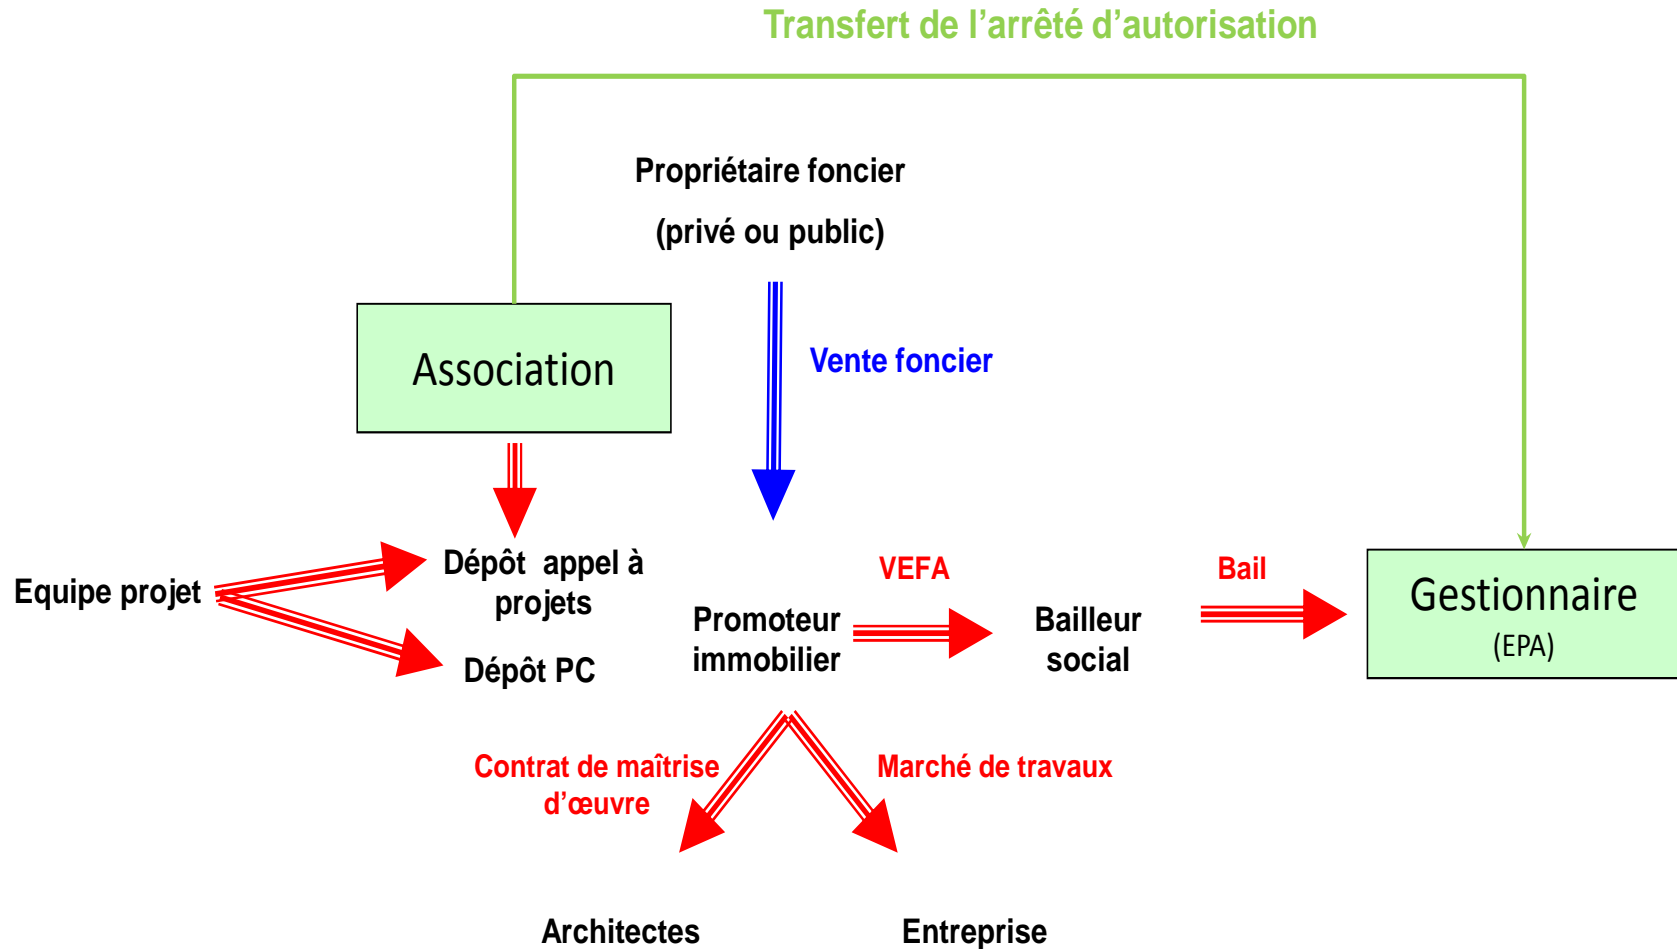 Transfert de l’arrêté d’autorisation
Propriétaire foncier
(privé ou public)
Association
Vente foncier
Equipe projet
Dépôt appel à
projets
Dépôt PC
Promoteur
immobilier
VEFA
Bailleur
social
Bail
Gestionnaire
(EPA)
Contrat de maîtrise
d’œuvre
Marché de travaux
Architectes
Entreprise